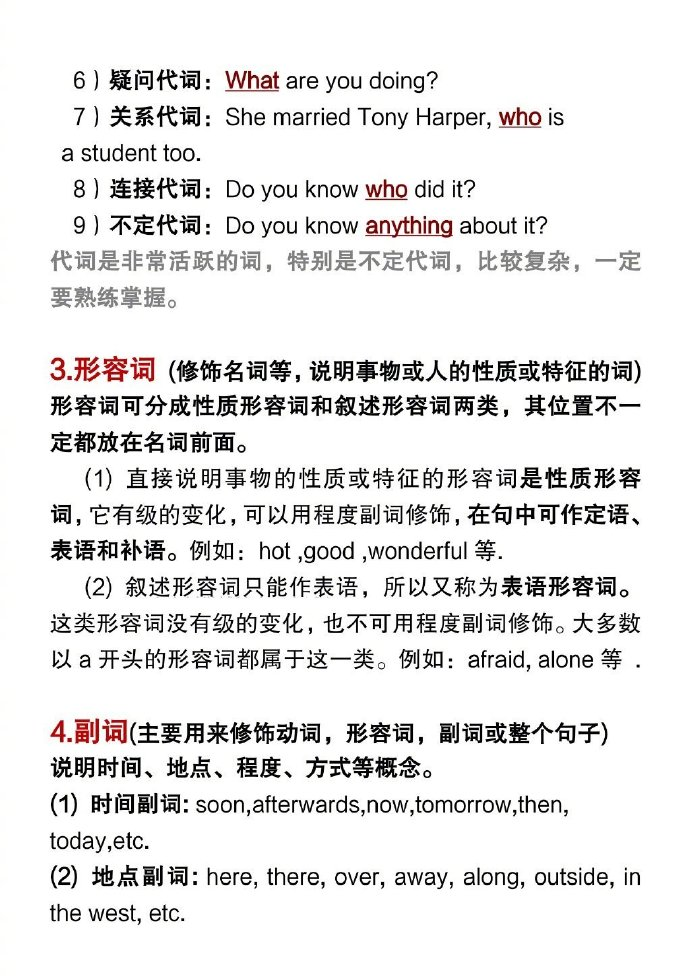 6）疑问代词：What are you doing?
7）关系代词：She married Tony Harper, who is
a student too.
8）连接代词：Do you know who did it?
9）不定代词：Do you know anything about it?
代词是非常活跃的词，特别是不定代词，比较复杂，一定
要熟练掌握。
3.形容词 (修饰名词等，说明事物或人的性质或特征的词)
形容词可分成性质形容词和叙述形容词两类，其位置不一
定都放在名词前面。
(1) 直接说明事物的性质或特征的形容词是性质形容
词，它有级的变化，可以用程度副词修饰，在句中可作定语、
表语和补语。例如：hot ,good ,wonderful 等.
(2) 叙述形容词只能作表语，所以又称为表语形容词。
这类形容词没有级的变化，也不可用程度副词修饰。大多数
以 a 开头的形容词都属于这一类。例如：afraid, alone 等 .
4.副词(主要用来修饰动词，形容词，副词或整个句子)
说明时间、地点、程度、方式等概念。
(1) 时间副词: soon,afterwards,now,tomorrow,then,
today,etc.
(2) 地点副词: here, there, over, away, along, outside, in
the west, etc.